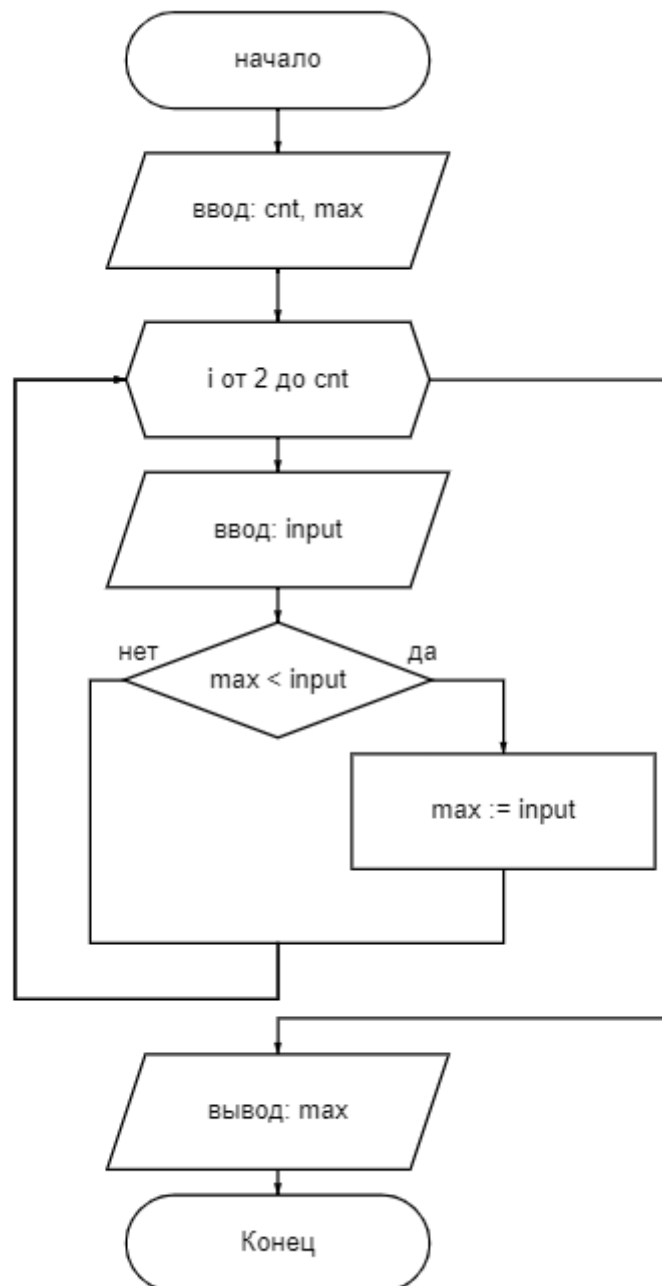 начало
ввод: cnt, max
i от 2 до cnt
ввод: input
нет
да
max < input
max := input
вывод: max
Конец